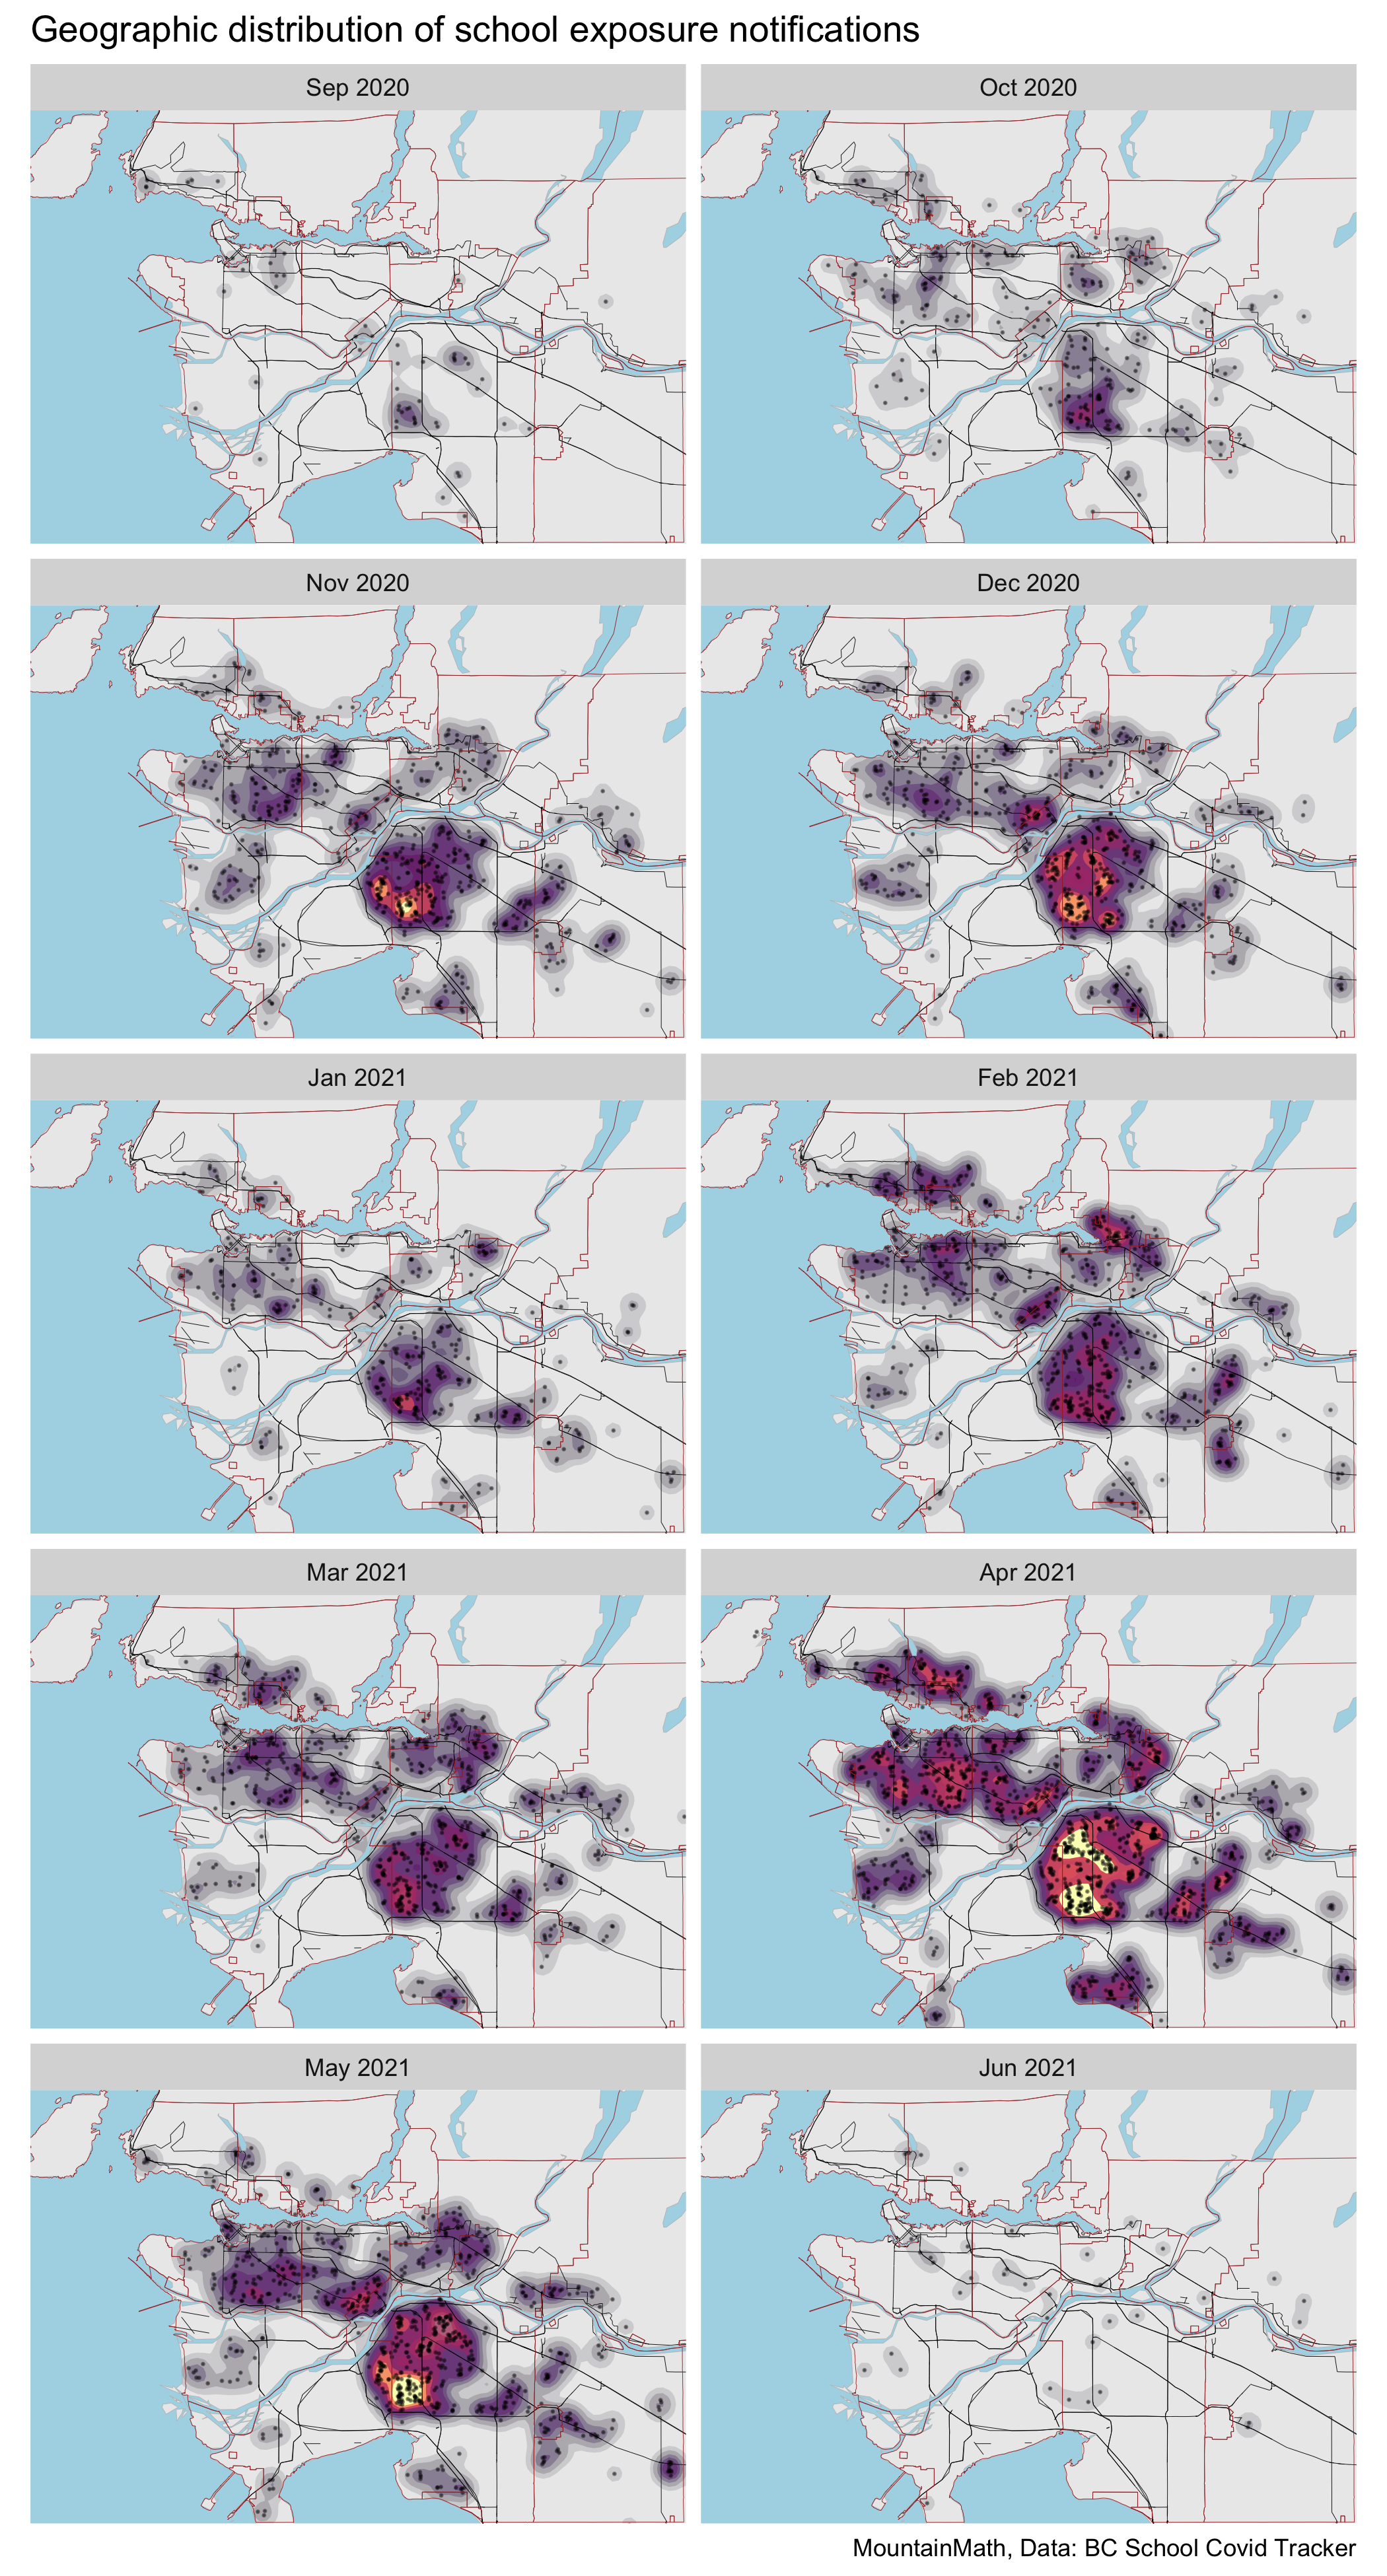 Geographic distribution of school exposure notifications
Sep 2020
Oct 2020
Nov 2020
Dec 2020
Jan 2021
Feb 2021
Mar 2021
Apr 2021
May 2021
Jun 2021
MountainMath, Data: BC School Covid Tracker